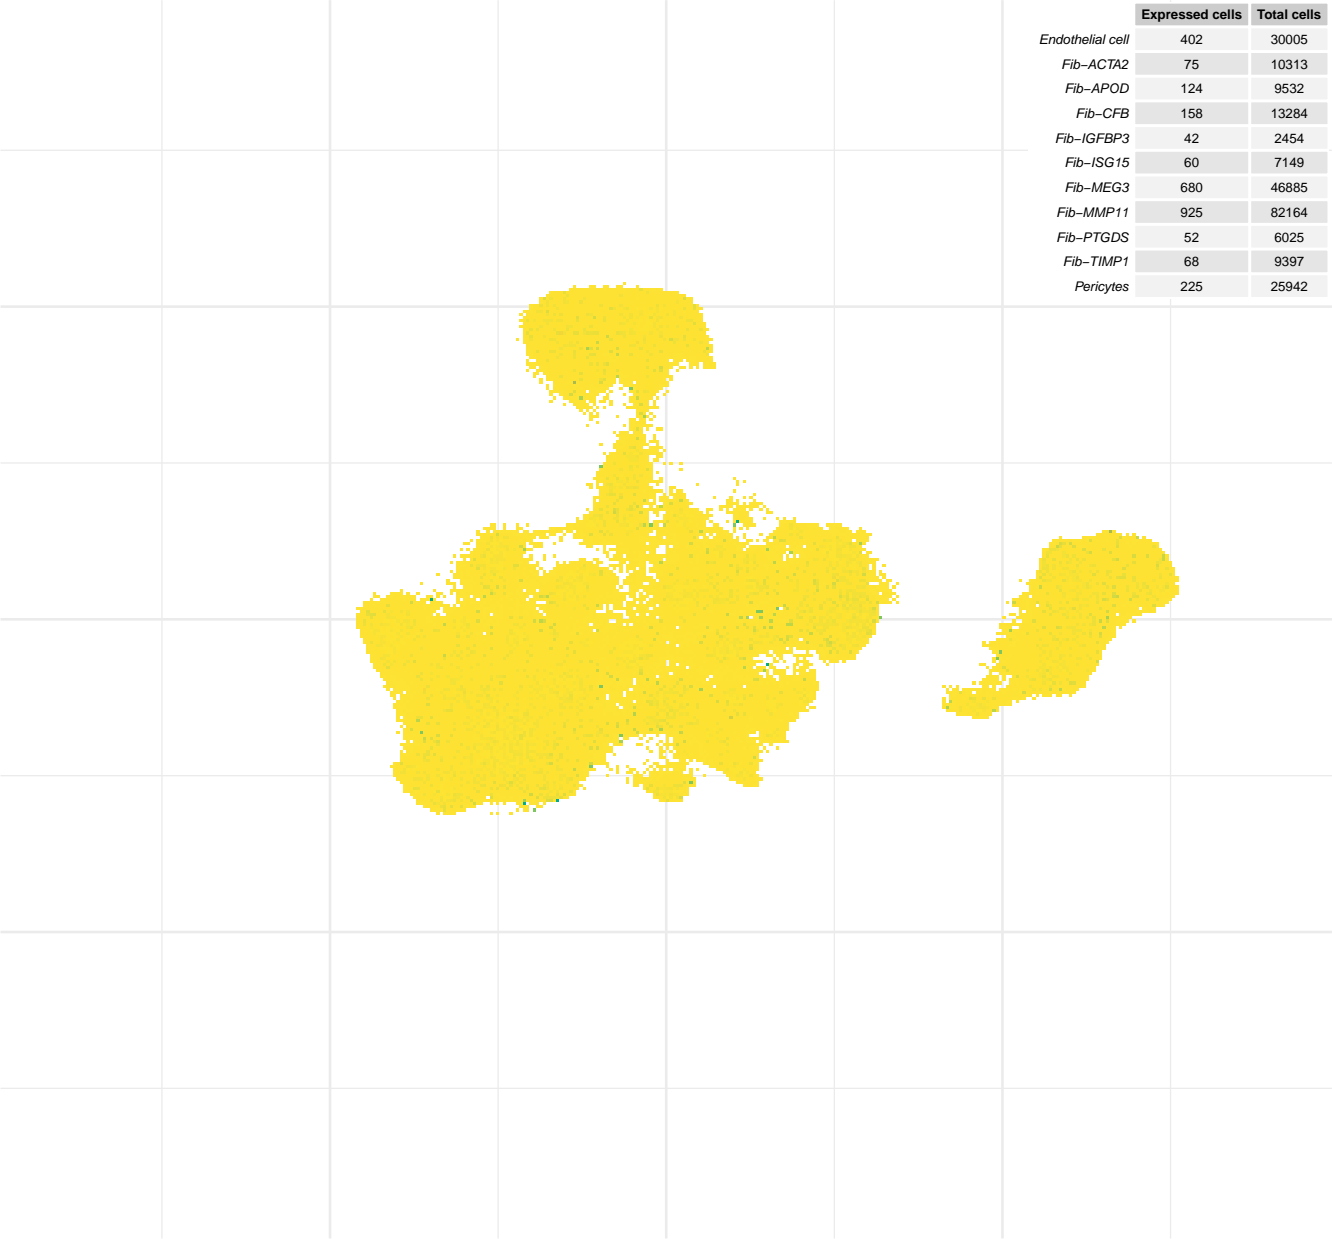 Expressed cells Total cells
Endothelial cell 402 30005
Fib−ACTA2 75 10313
Fib−APOD 124 9532
Fib−CFB 158 13284
Fib−IGFBP3 42 2454
Fib−ISG15 60 7149
Fib−MEG3 680 46885
Fib−MMP11 925 82164
Fib−PTGDS 52 6025
Fib−TIMP1 68 9397
Pericytes 225 25942